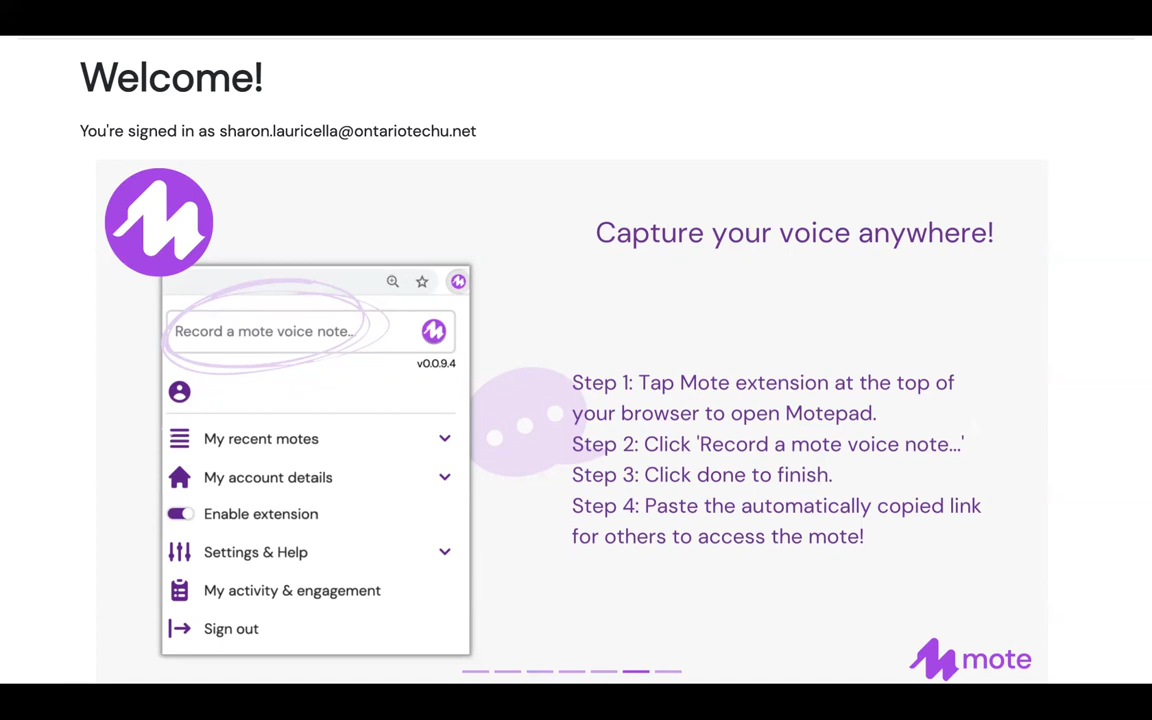 Welcome!
You're signed in as sharon.lauricella@ontariotechu.net
Capture your voice anywhere!
Record a mote voice note...
v0.0.9.4
My recent motes
My account details
Enable extension
Settings & Help
My activity & engagement
Sign out
Step 1: Tap Mote extension at the top of
your browser to open Motepad.
Step 2: Click 'Record a mote voice note...'
Step 3: Click done to finish.
Step 4: Paste the automatically copied link
for others to access the mote!
mote